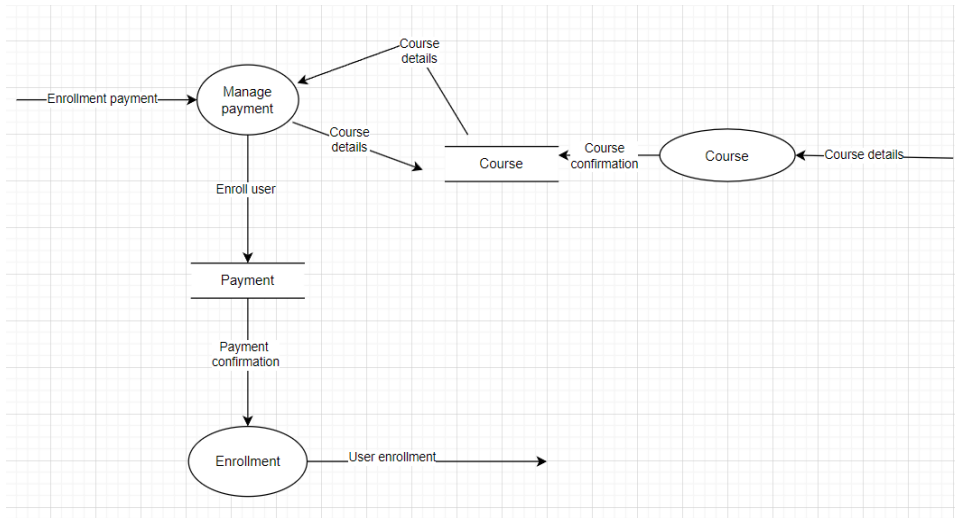 Course
details
Manage
payment
Enrollment payment
Course
details
Course
Course
confirmation
Course
Course details
Enroll user
Payment
Payment
confirmation
Enrollment
User enrollment